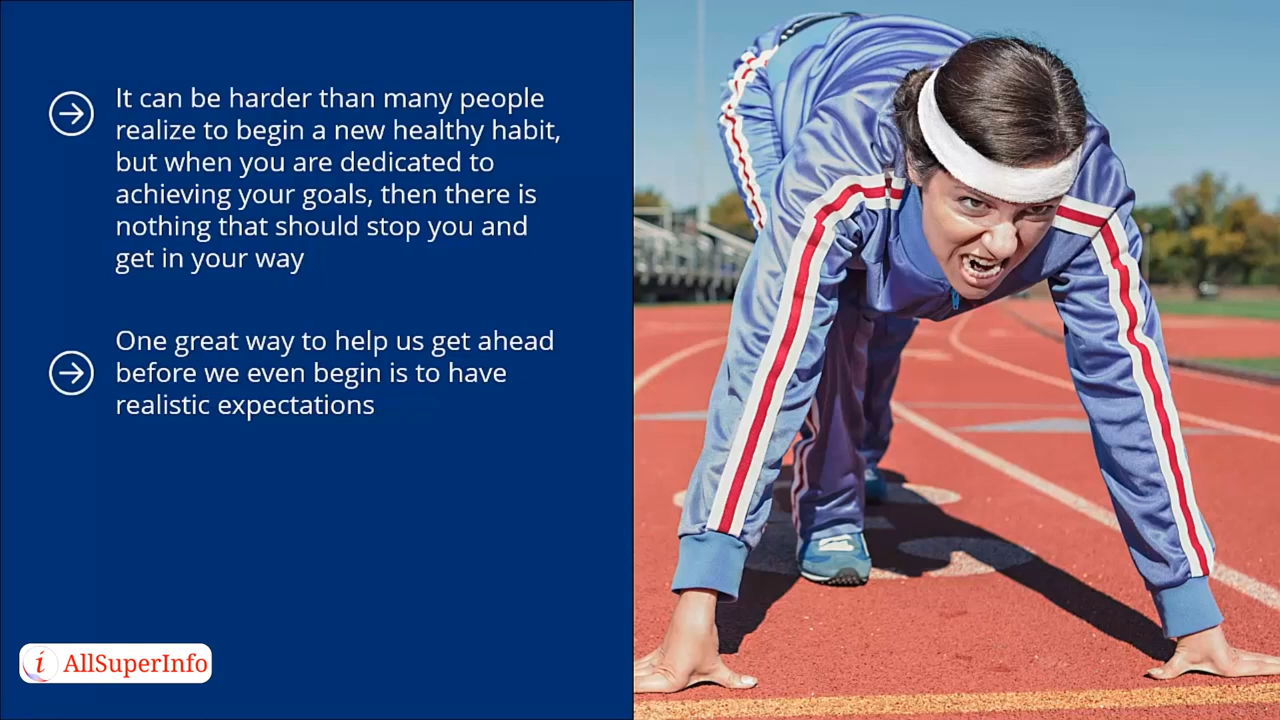 It can be harder than many people
realize to begin a new healthy habit,
but when you are dedicated to
achieving your goals, then there is
nothing that should stop you and
get in your way
One great way to help us get ahead
before we even begin is to have
realistic expectations
i AllSuperInfo